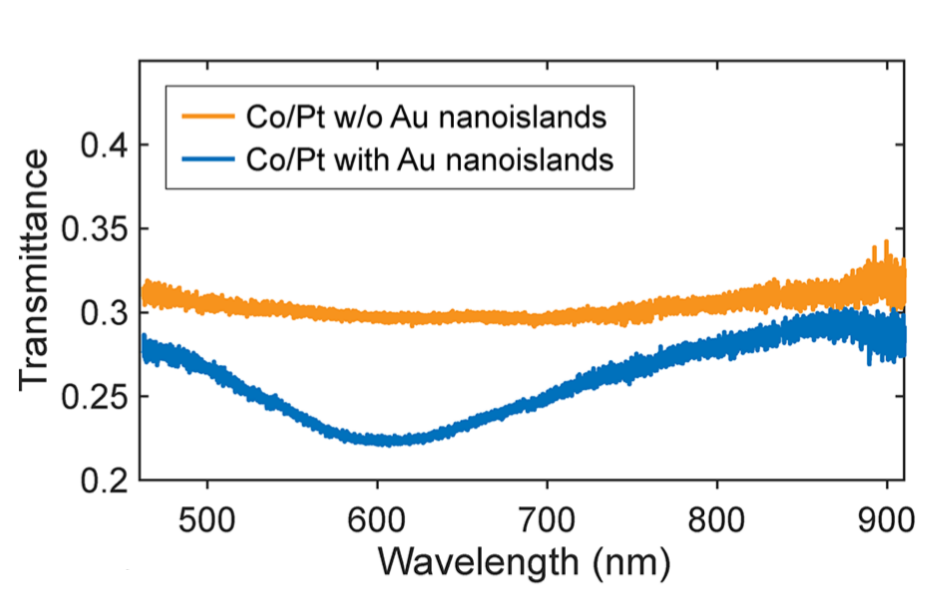 Co/Pt w/o Au nanoislands
Co/Pt with Au nanoislands
Transmittance
0.4
0.35
0.3
0.25
0.2
500 600 700 800 900
Wavelength (nm)